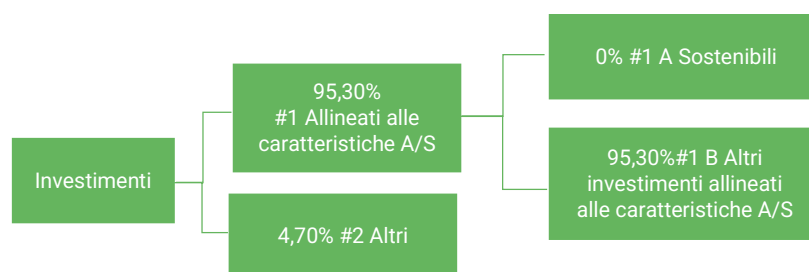 Investimenti
95,30%
#1 Allineati alle
caratteristiche A/S
4,70% #2 Altri
0% #1 A Sostenibili
95,30%#1 B Altri
investimenti allineati
alle caratteristiche A/S